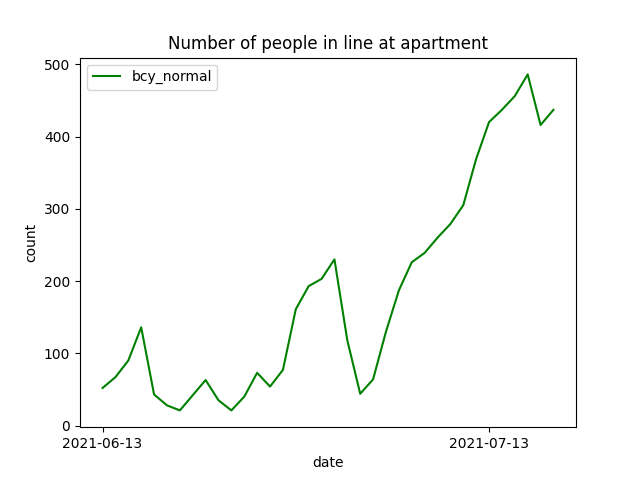 Number of people in line at apartment
bcy_normal
500
400
300
200
100
0
count
2021-06-13
2021-07-13
date